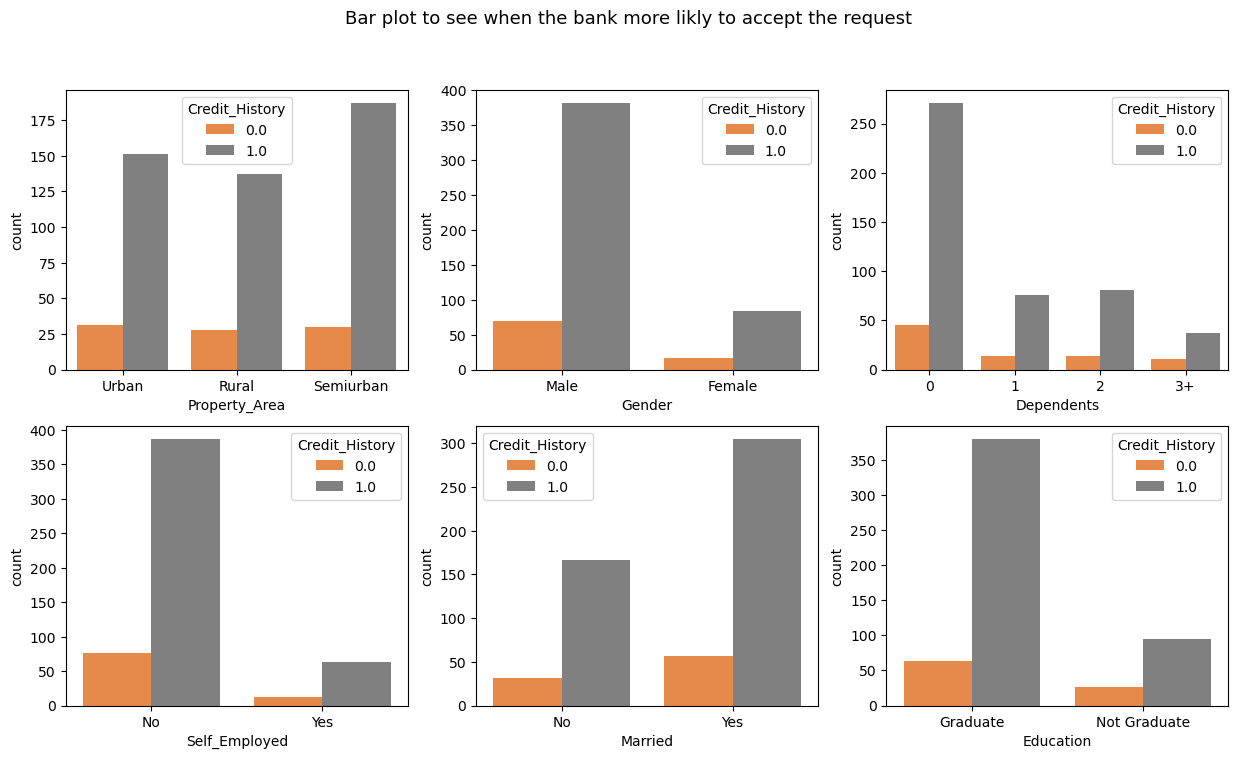 Bar plot to see when the bank more likly to accept the request
Credit_History
0.0
1.0
175
150
125
100
75
50
25
0
count
Urban Rural Semiurban
Property_Area
Credit_History
0.0
1.0
400
350
300
250
200
150
100
50
0
count
Male Female
Gender
Credit_History
0.0
1.0
250
200
150
100
50
0
count
0 1 2 3+
Dependents
Credit_History
0.0
1.0
400
350
300
250
200
150
100
50
0
count
No Yes
Self_Employed
Credit_History
0.0
1.0
300
250
200
150
100
50
0
count
No Yes
Married
Credit_History
0.0
1.0
350
300
250
200
150
100
50
0
count
Graduate Not Graduate
Education